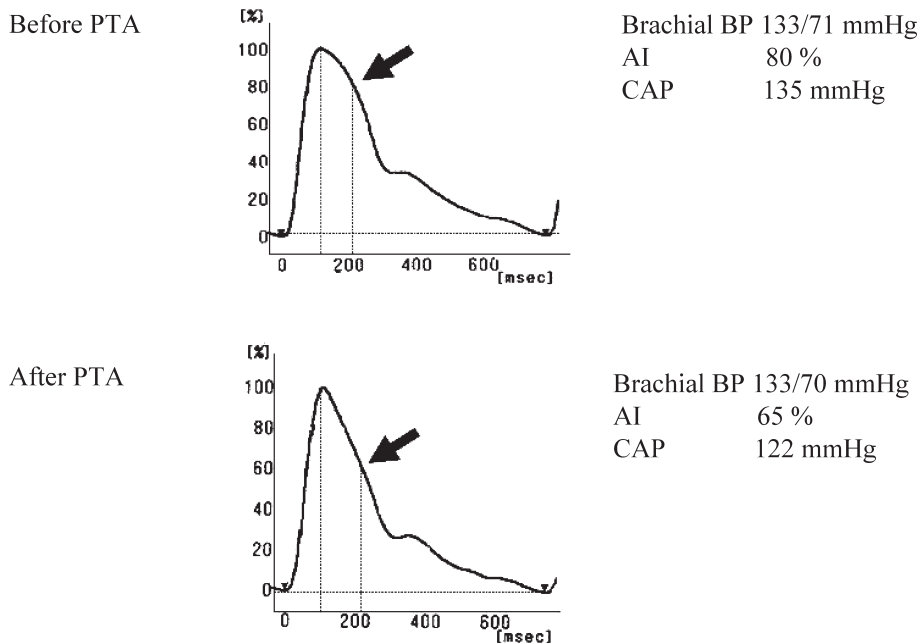 Before PTA
[%]
100
80
60
40
20
0
0 200 400 600
[msec]
Brachial BP 133/71 mmHg
AI 80 %
CAP 135 mmHg
After PTA
[%]
100
80
60
40
20
0
0 200 400 600
[msec]
Brachial BP 133/70 mmHg
AI 65 %
CAP 122 mmHg